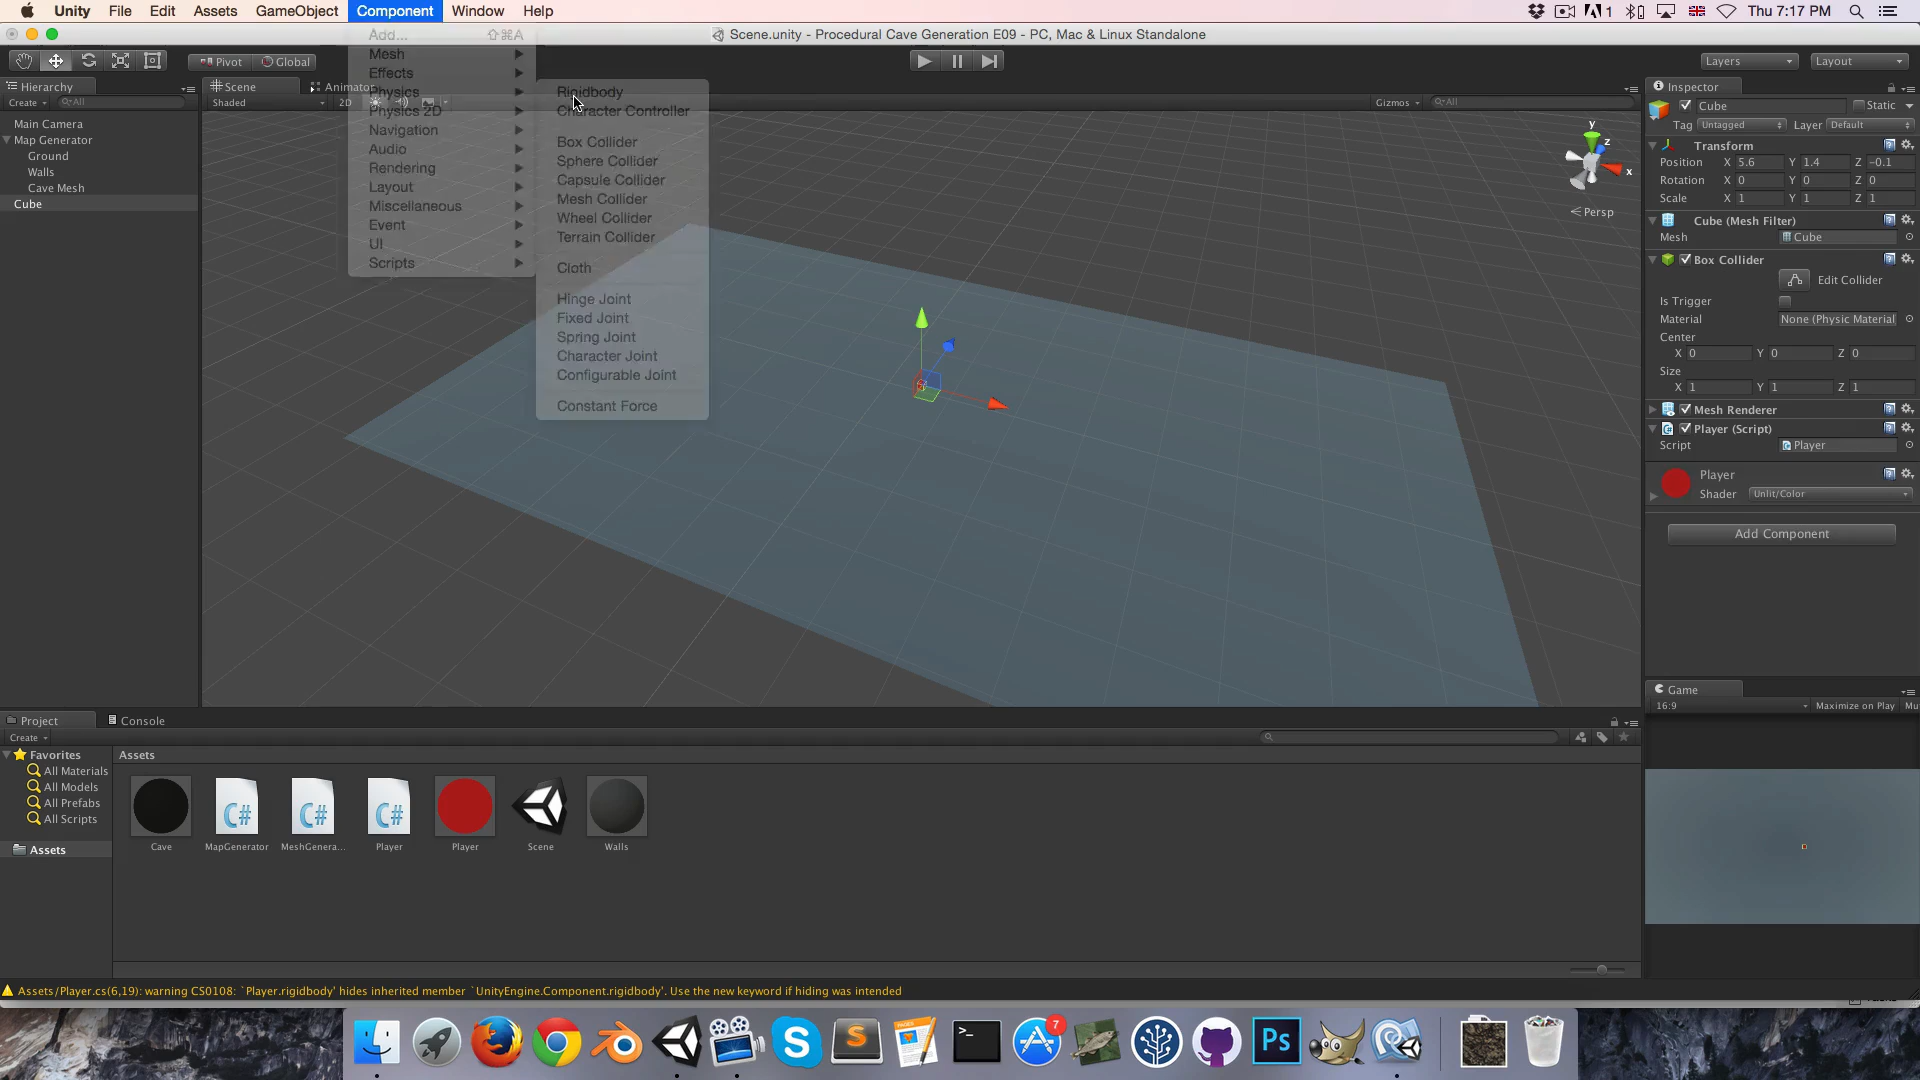 Unity File Edit Assets GameObject Component Window Help
1 Thu 7:17 PM
Scene.unity - Procedural Cave Generation E09 - PC, Mac & Linux Standalone
Pivot Global
Layers Layout
Hierarchy
Create All
Main Camera
Map Generator
Ground
Walls
Cave Mesh
Cube
Scene Animator
Shaded 2D
Gizmos All
Add... ⇧⌘A
Mesh
Effects
Physics
Physics 2D
Navigation
Audio
Rendering
Layout
Miscellaneous
Event
UI
Scripts
Rigidbody
Character Controller
Box Collider
Sphere Collider
Capsule Collider
Mesh Collider
Wheel Collider
Terrain Collider
Cloth
Hinge Joint
Fixed Joint
Spring Joint
Character Joint
Configurable Joint
Constant Force
y
z
x
Persp
Inspector
Cube Static
Tag Untagged Layer Default
Transform
Position X 5.6 Y 1.4 Z -0.1
Rotation X 0 Y 0 Z 0
Scale X 1 Y 1 Z 1
Cube (Mesh Filter)
Mesh Cube
Box Collider
Edit Collider
Is Trigger
Material None (Physic Material
Center
X 0 Y 0 Z 0
Size
X 1 Y 1 Z 1
Mesh Renderer
Player (Script)
Script Player
Player
Shader Unlit/Color
Add Component
Game
16:9 Maximize on Play Mu
Project Console
Create
Favorites
All Materials
All Models
All Prefabs
All Scripts
Assets
Assets
C# C# C#
Cave MapGenerator MeshGenera... Player Player Scene Walls
Assets/Player.cs(6,19): warning CS0108: `Player.rigidbody' hides inherited member `UnityEngine.Component.rigidbody'. Use the new keyword if hiding was intended
S
PAGES
>_
7
Ps